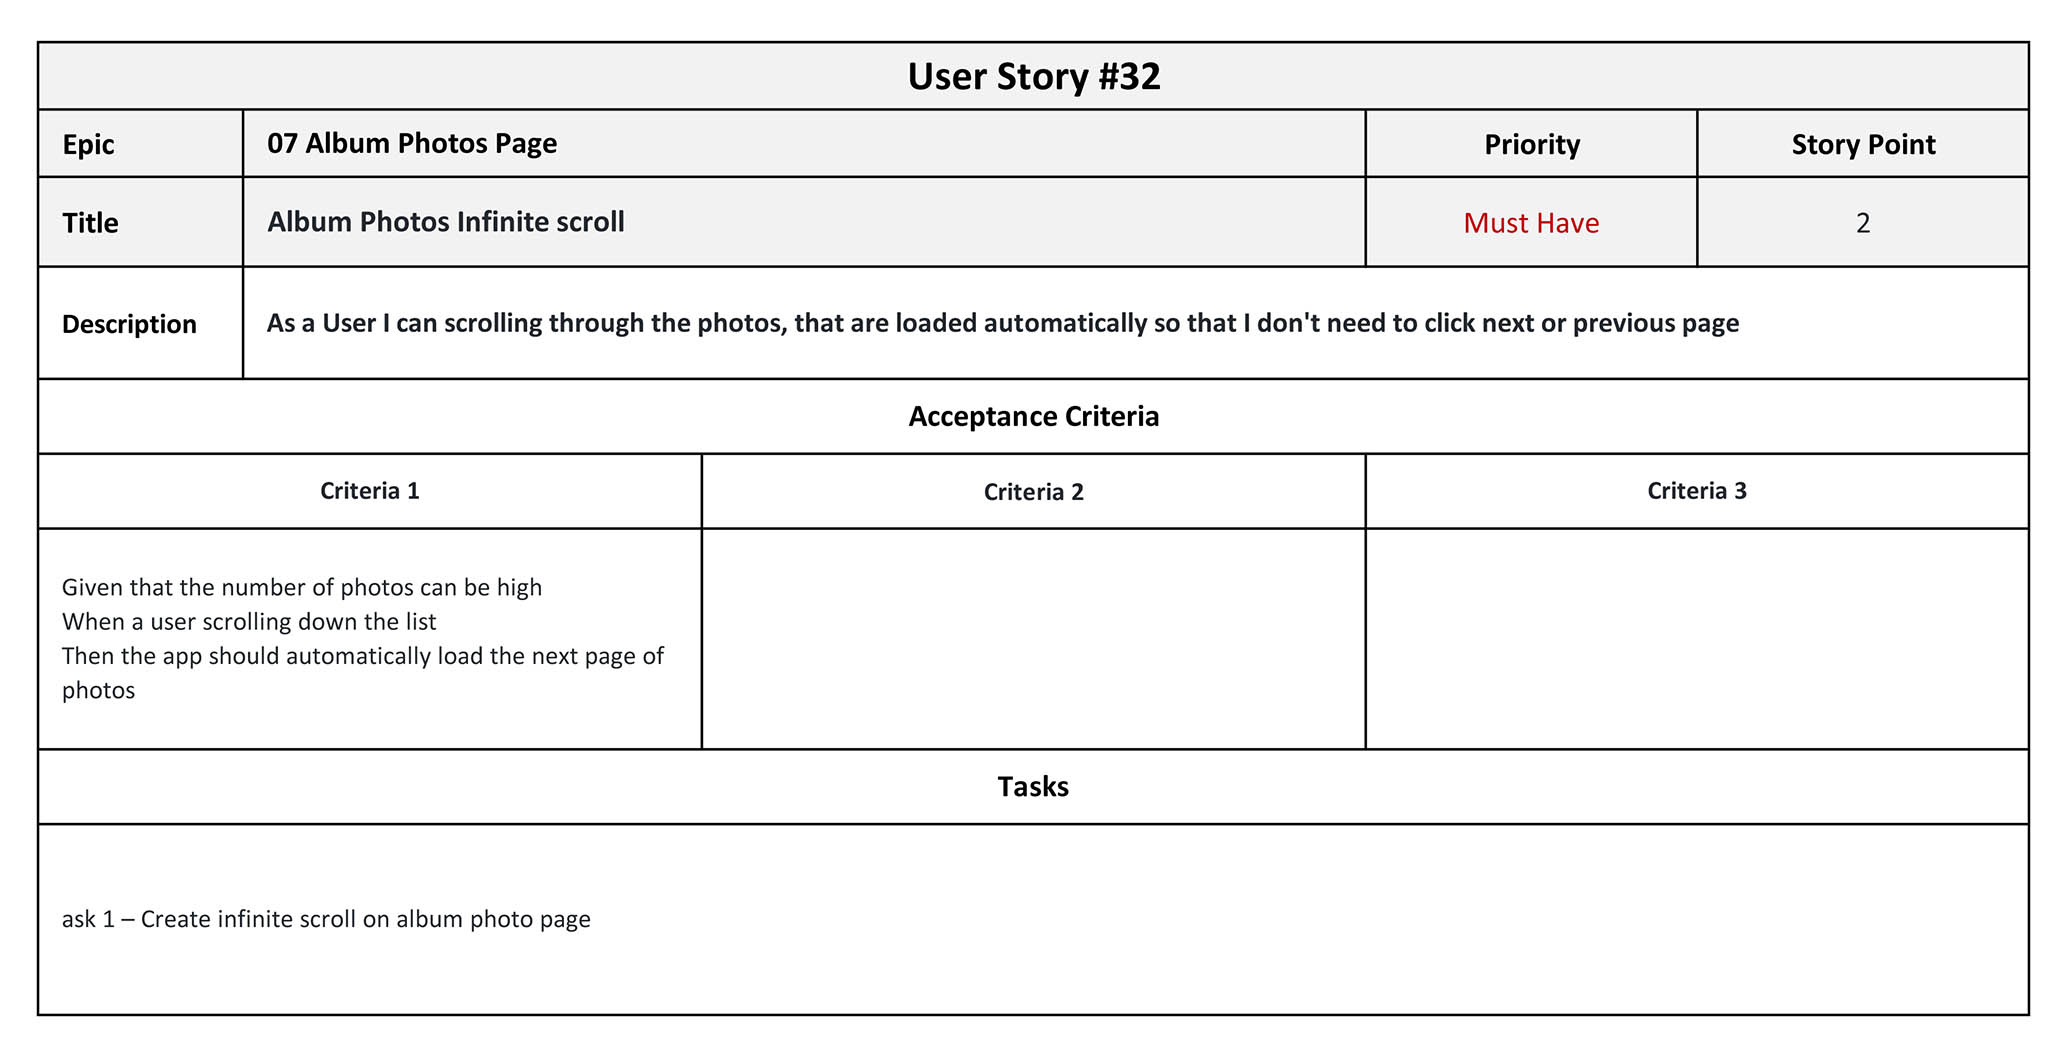 User Story #32
Epic
07 Album Photos Page
Priority
Story Point
Title
Album Photos Infinite scroll
Must Have
2
Description
As a User I can scrolling through the photos, that are loaded automatically so that I don't need to click next or previous page
Acceptance Criteria
Criteria 1
Criteria 2
Criteria 3
Given that the number of photos can be high
When a user scrolling down the list
Then the app should automatically load the next page of
photos
Tasks
ask 1 – Create infinite scroll on album photo page